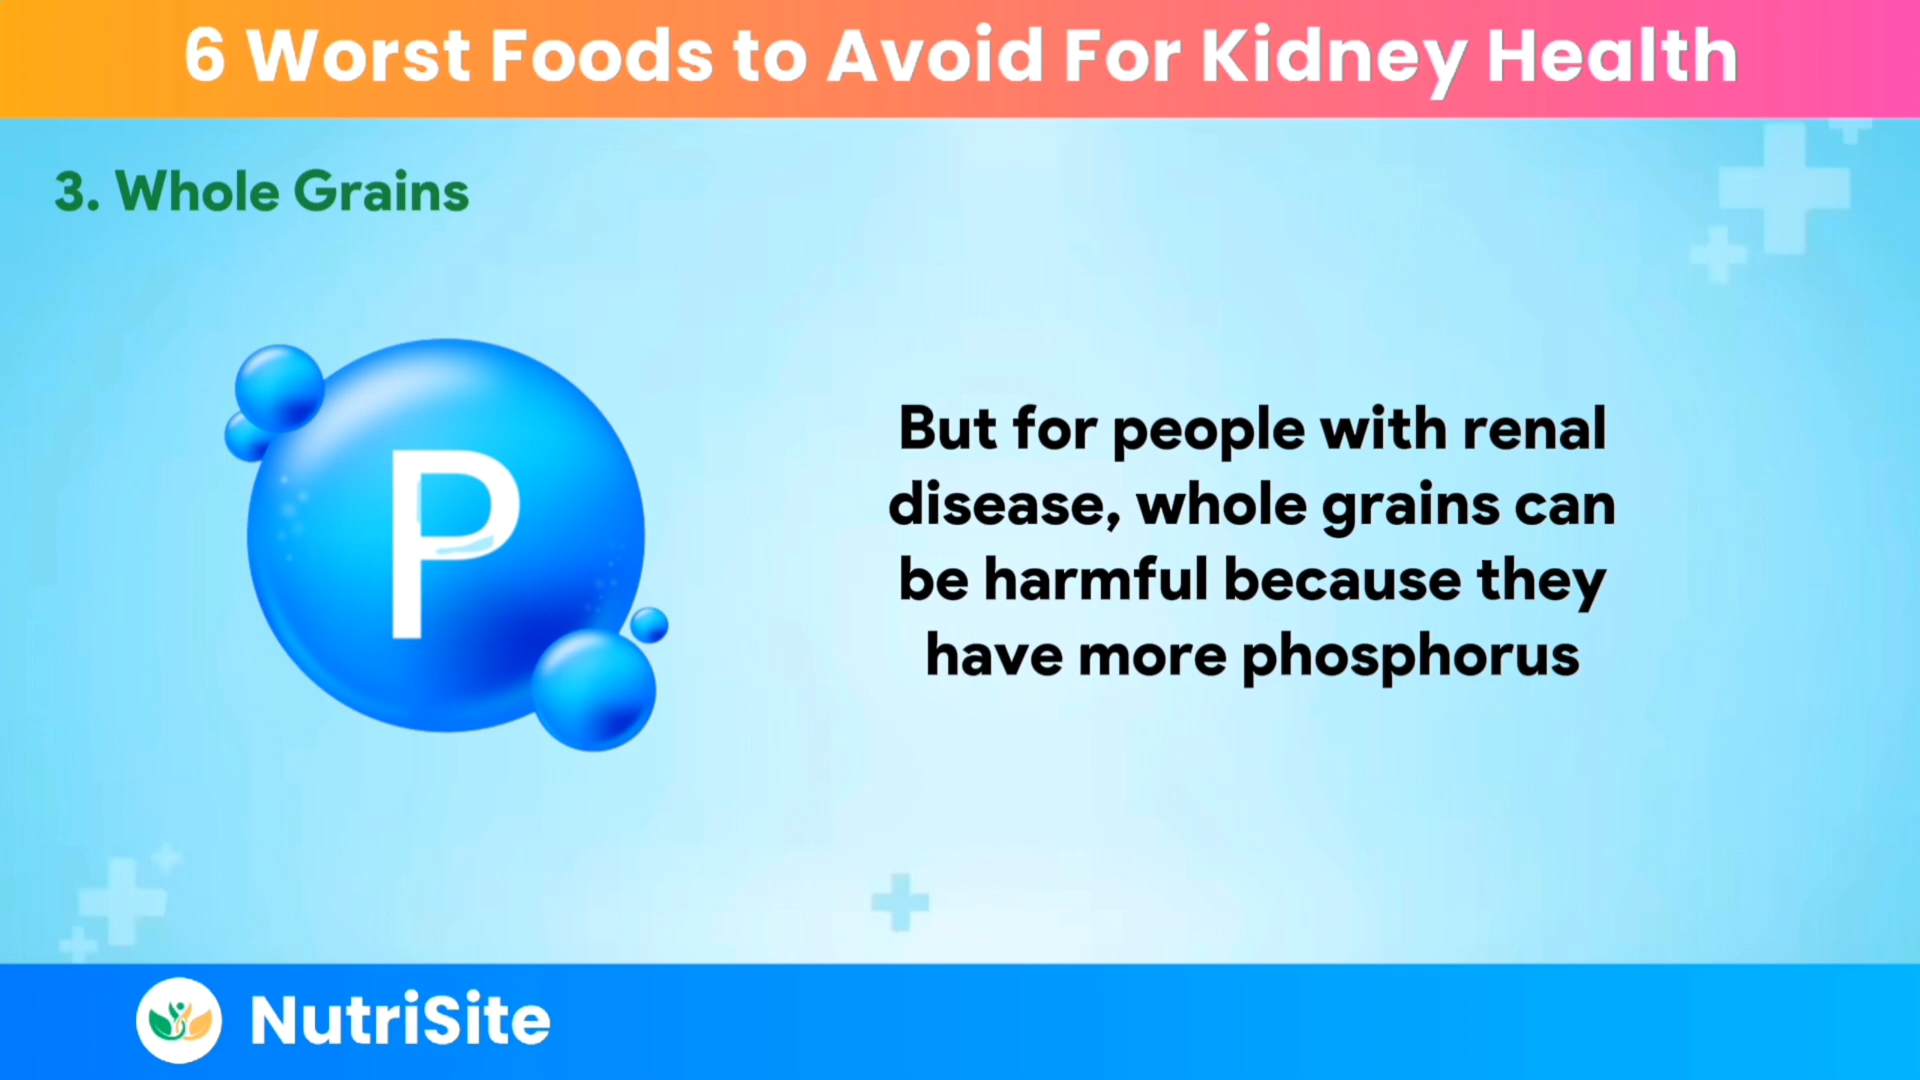 6 Worst Foods to Avoid For Kidney Health
3. Whole Grains
P
But for people with renal
disease, whole grains can
be harmful because they
have more phosphorus
NutriSite